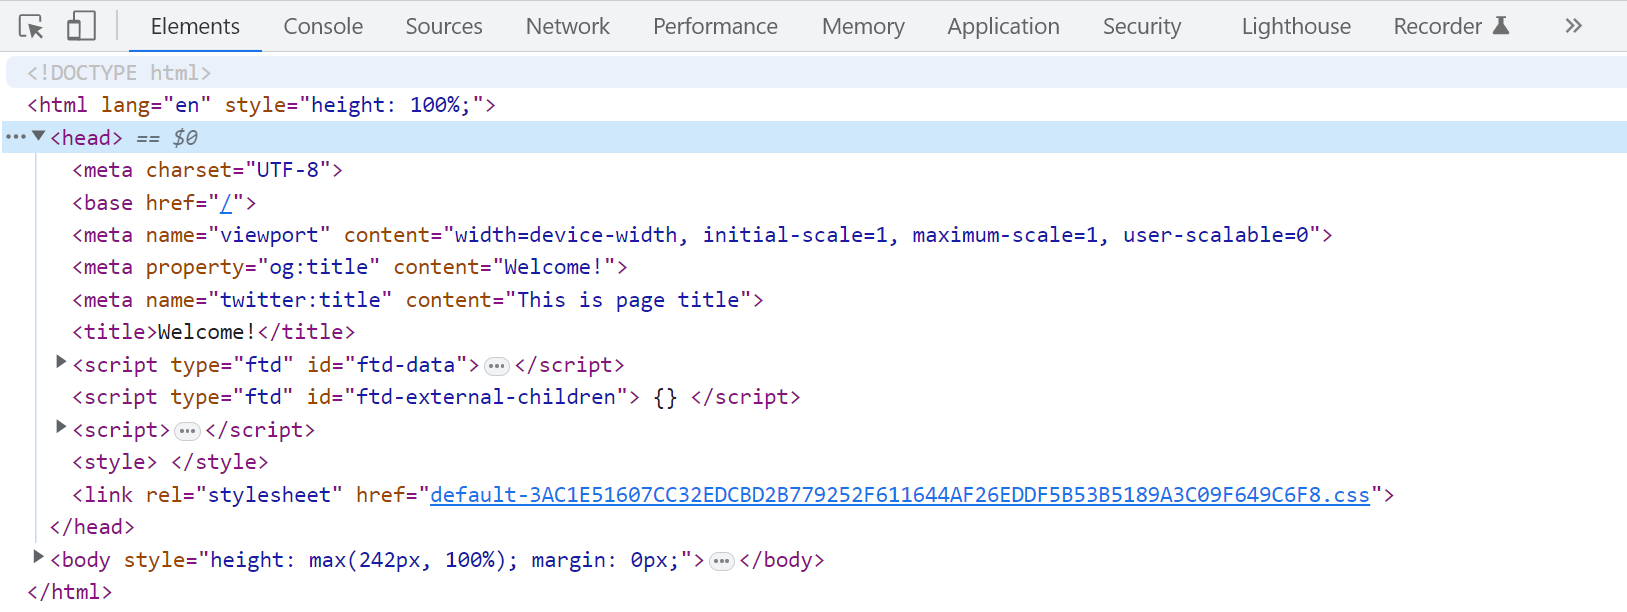 Elements Console Sources Network Performance Memory Application Security Lighthouse Recorder
<!DOCTYPE html>
<html lang="en" style="height: 100%;">
<head> == $0
<meta charset="UTF-8">
<base href="/">
<meta name="viewport" content="width=device-width, initial-scale=1, maximum-scale=1, user-scalable=0">
<meta property="og:title" content="Welcome!">
<meta name="twitter:title" content="This is page title">
<title>Welcome!</title>
<script type="ftd" id="ftd-data">…</script>
<script type="ftd" id="ftd-external-children"> {} </script>
<script>…</script>
<style> </style>
<link rel="stylesheet" href="default-3AC1E51607CC32EDCBD2B779252F611644AF26EDDF5B53B5189A3C09F649C6F8.css">
</head>
<body style="height: max(242px, 100%); margin: 0px;">…</body>
</html>